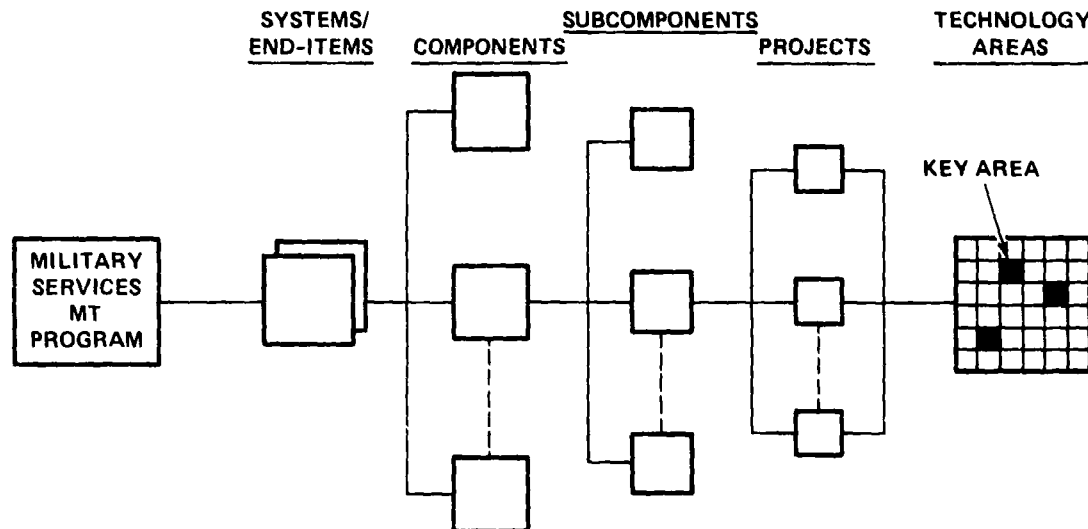 SYSTEMS/
END-ITEMS
COMPONENTS
SUBCOMPONENTS
PROJECTS
TECHNOLOGY
AREAS
KEY AREA
MILITARY
SERVICES
MT
PROGRAM